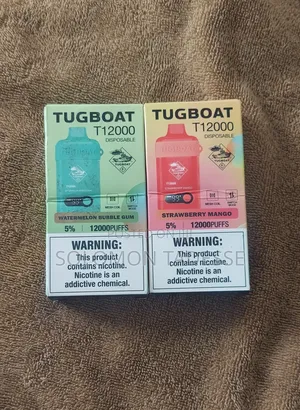 TUGBOAT
T12000
DISPOSABLE
WATERMELON BUBBLE GUM
5% 12000PUFFS
WARNING:
This product
contains nicotine.
Nicotine is an
addictive chemical.
TUGBOAT
T12000
DISPOSABLE
STRAWBERRY MANGO
5% 12000PUFFS
WARNING:
This product
contains nicotine.
Nicotine is an
addictive chemical.